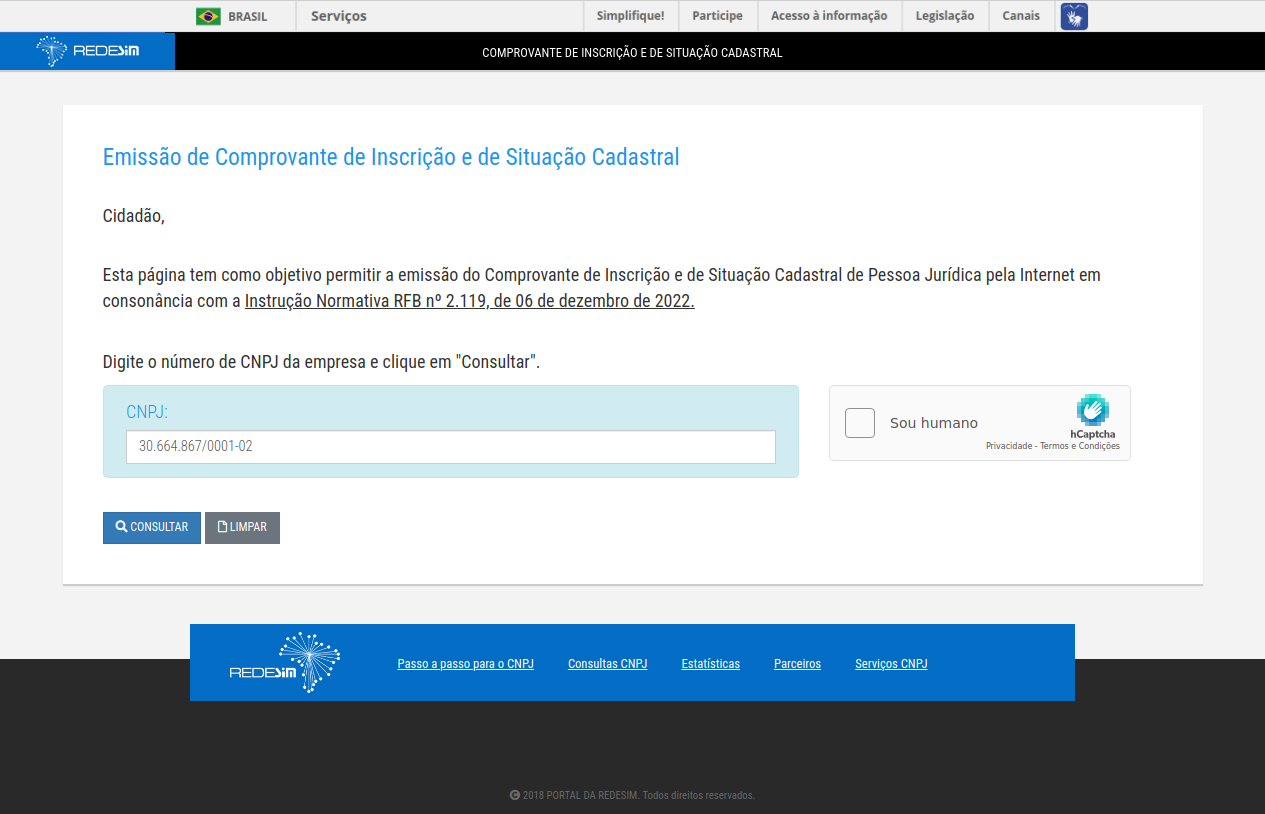 BRASIL
Serviços
Simplifique!
Participe
Acesso à informação
Legislação
Canais
REDESIM
COMPROVANTE DE INSCRIÇÃO E DE SITUAÇÃO CADASTRAL
Emissão de Comprovante de Inscrição e de Situação Cadastral
Cidadão,
Esta página tem como objetivo permitir a emissão do Comprovante de Inscrição e de Situação Cadastral de Pessoa Jurídica pela Internet em
consonância com a Instrução Normativa RFB nº 2.119, de 06 de dezembro de 2022.
Digite o número de CNPJ da empresa e clique em "Consultar".
CNPJ:
30.664.867/0001-02
Sou humano
hCaptcha
Privacidade - Termos e Condições
CONSULTAR
LIMPAR
REDESIM
Passo a passo para o CNPJ
Consultas CNPJ
Estatísticas
Parceiros
Serviços CNPJ
2018 PORTAL DA REDESIM. Todos direitos reservados.